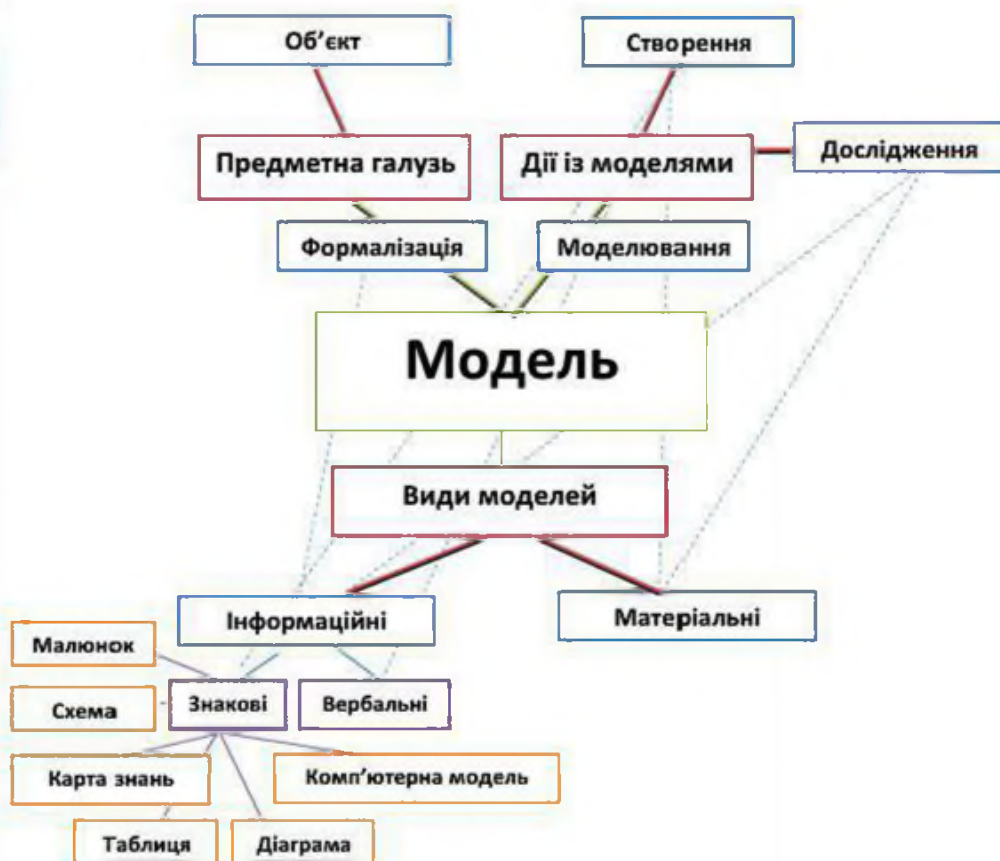 Об’єкт
Створення
Предметна галузь
Дії із моделями
Дослідження
Формалізація
Моделювання
Модель
Види моделей
Інформаційні
Матеріальні
Малюнок
Схема
Знакові
Вербальні
Карта знань
Комп’ютерна модель
Таблиця
Діаграма